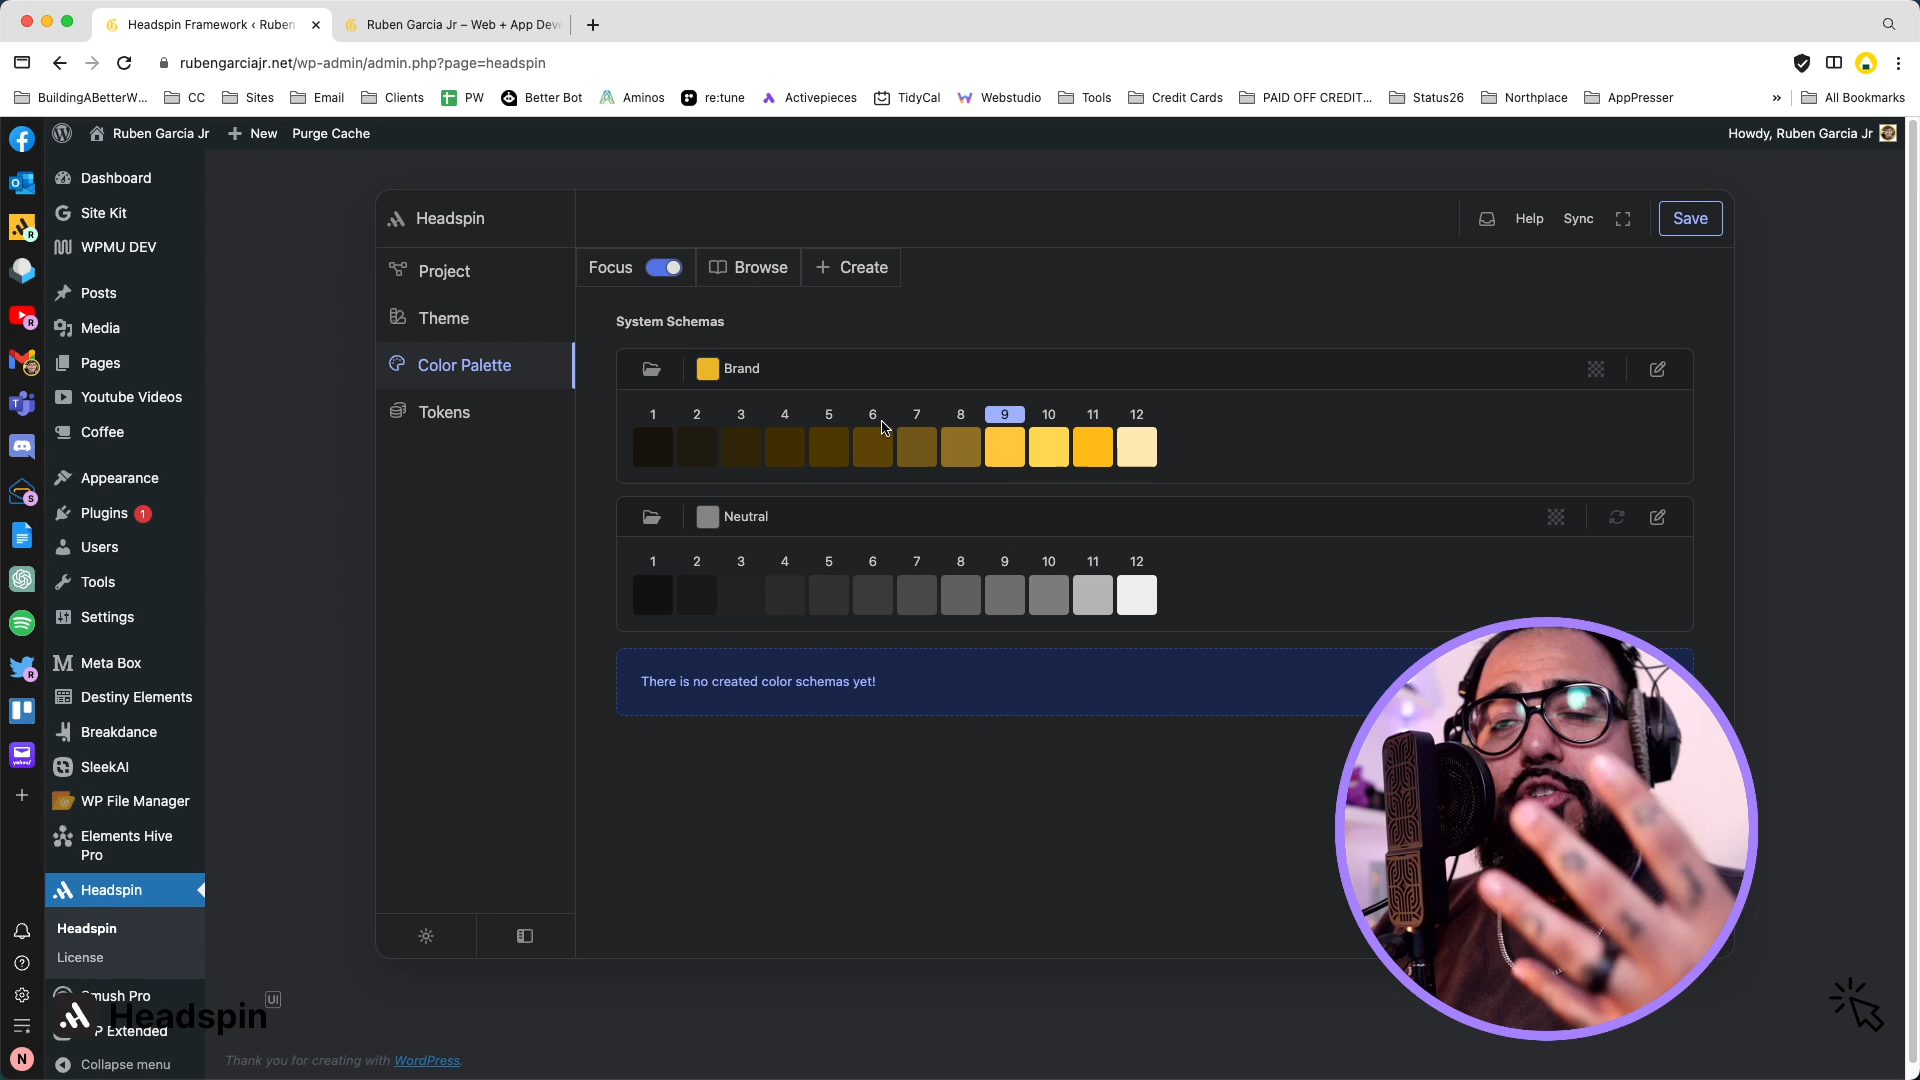 Headspin Framework ‹ Ruben
Ruben Garcia Jr – Web + App Deve
rubengarciajr.net/wp-admin/admin.php?page=headspin
BuildingABetterW...
CC
Sites
Email
Clients
PW
Better Bot
Aminos
re:tune
Activepieces
TidyCal
Webstudio
Tools
Credit Cards
PAID OFF CREDIT...
Status26
Northplace
AppPresser
»
All Bookmarks
Ruben Garcia Jr
New
Purge Cache
Howdy, Ruben Garcia Jr
Dashboard
Site Kit
WPMU DEV
Posts
Media
Pages
Youtube Videos
Coffee
Appearance
Plugins 1
Users
Tools
Settings
Meta Box
Destiny Elements
Breakdance
SleekAI
WP File Manager
Elements Hive
Pro
Headspin
Headspin
License
mush Pro
P Extended
Collapse menu
N
Headspin
Help
Sync
Save
Project
Theme
Color Palette
Tokens
Focus
Browse
Create
System Schemas
Brand
1 2 3 4 5 6 7 8 9 10 11 12
Neutral
1 2 3 4 5 6 7 8 9 10 11 12
There is no created color schemas yet!
Headspin UI
Thank you for creating with WordPress.